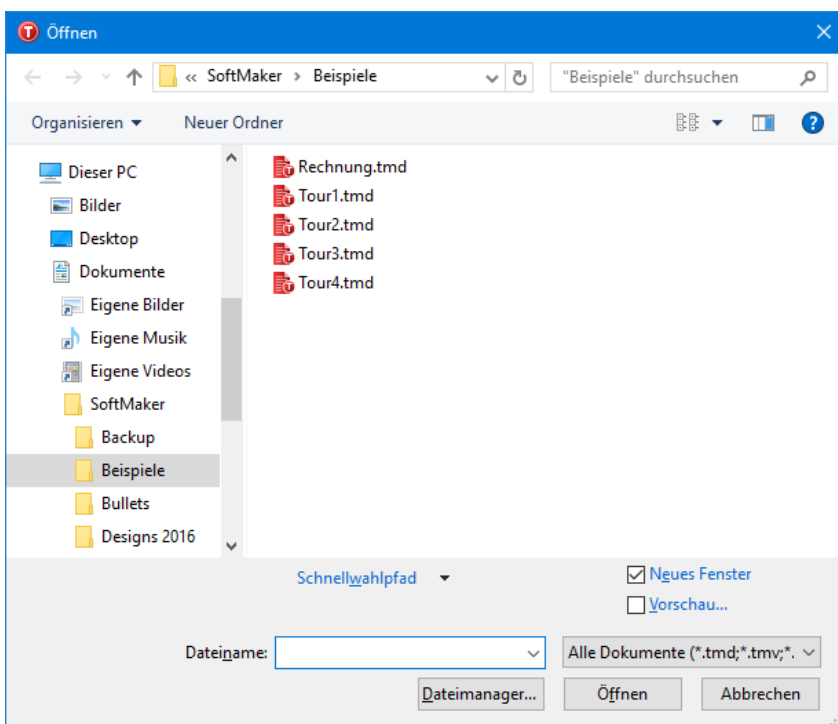 Öffnen
« SoftMaker › Beispiele
"Beispiele" durchsuchen
Organisieren
Neuer Ordner
Dieser PC
Bilder
Desktop
Dokumente
Eigene Bilder
Eigene Musik
Eigene Videos
SoftMaker
Backup
Beispiele
Bullets
Designs 2016
Rechnung.tmd
Tour1.tmd
Tour2.tmd
Tour3.tmd
Tour4.tmd
Schnellwahlpfad
Neues Fenster
Vorschau...
Dateiname:
Alle Dokumente (*.tmd;*.tmv;*.
Dateimanager...
Öffnen
Abbrechen